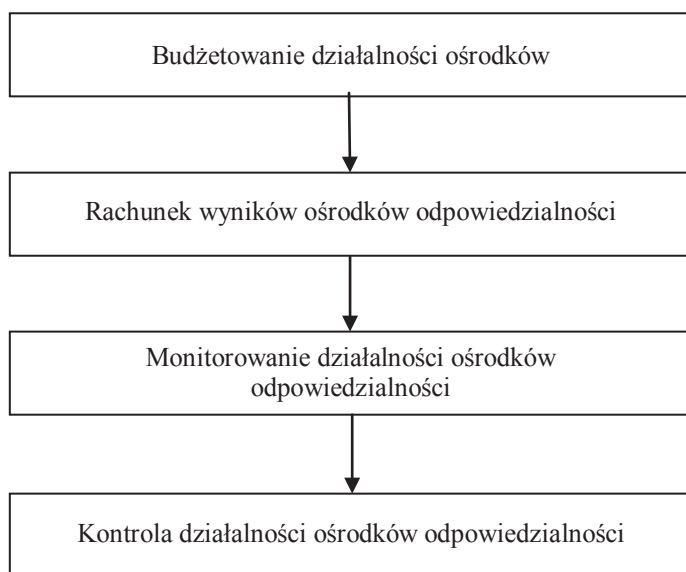 Budżetowanie działalności ośrodków
Rachunek wyników ośrodków odpowiedzialności
Monitorowanie działalności ośrodków
odpowiedzialności
Kontrola działalności ośrodków odpowiedzialności